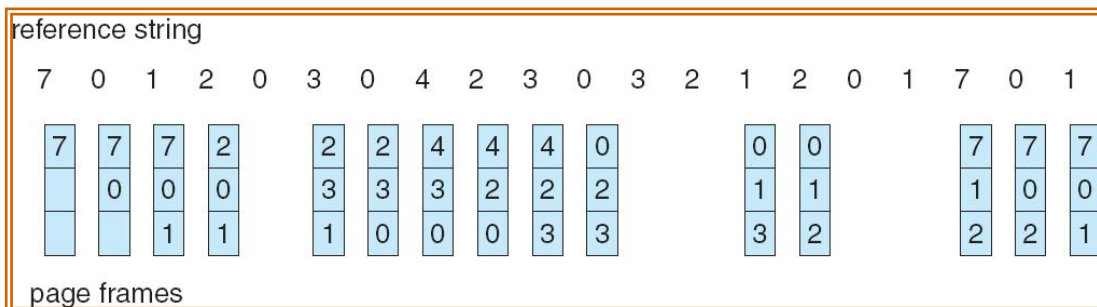 reference string
7 0 1 2 0 3 0 4 2 3 0 3 2 1 2 0 1 7 0 1
7 7 7 2 2 2 4 4 4 0 0 0 7 7 7
0 0 0 3 3 3 2 2 2 1 1 1 0 0
1 1 1 0 0 0 3 3 3 2 2 2 1
page frames